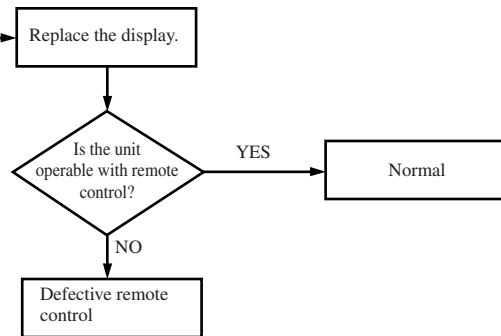 Replace the display.
Is the unit
operable with remote
control?
YES
Normal
NO
Defective remote
control